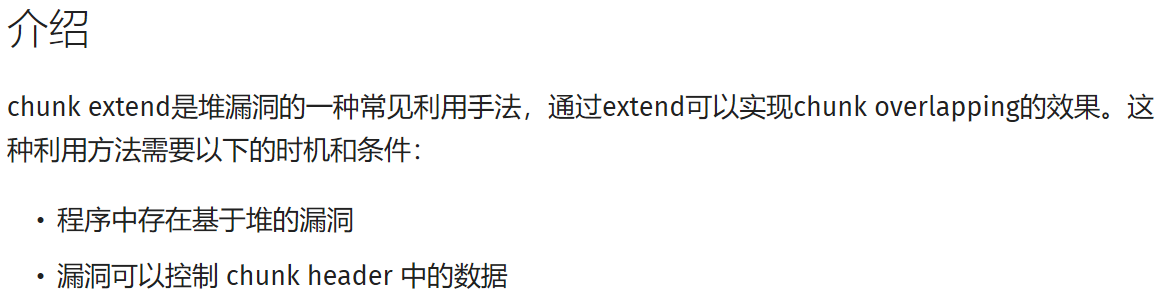 介绍
chunk extend是堆漏洞的一种常见利用手法，通过extend可以实现chunk overlapping的效果。这
种利用方法需要以下的时机和条件：
• 程序中存在基于堆的漏洞
• 漏洞可以控制 chunk header 中的数据